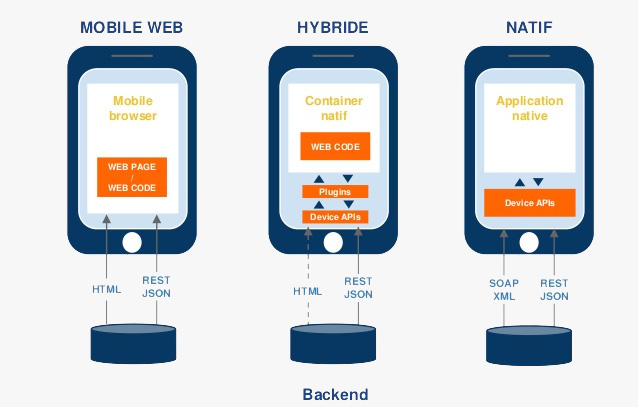 MOBILE WEB
Mobile
browser
WEB PAGE
/
WEB CODE
HTML
REST
JSON
HYBRIDE
Container
natif
WEB CODE
Plugins
Device APIs
HTML
REST
JSON
NATIF
Application
native
Device APIs
SOAP
XML
REST
JSON
Backend